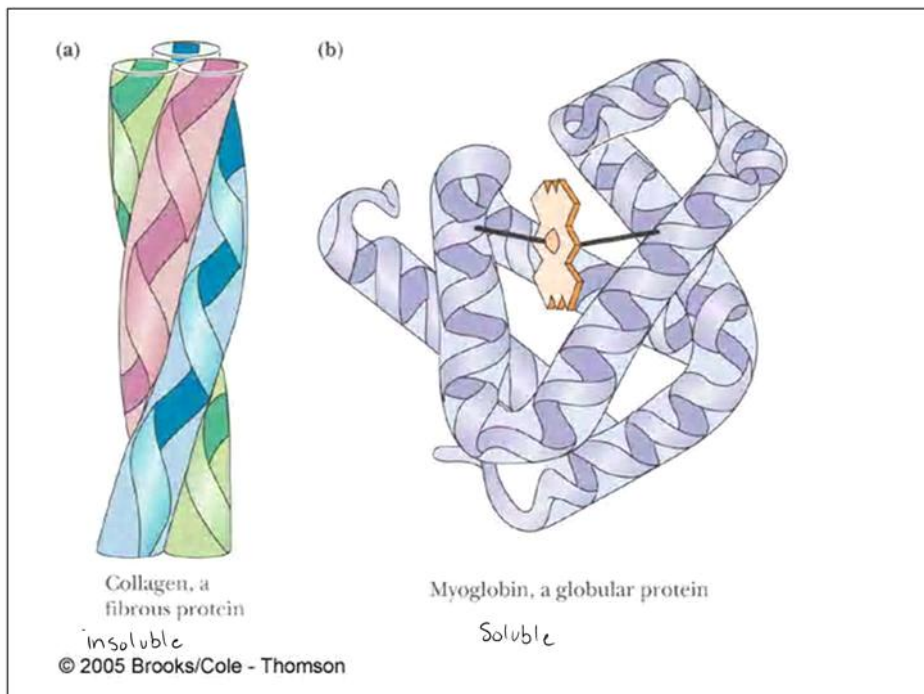 (a)
(b)
Collagen, a
fibrous protein
insoluble
Myoglobin, a globular protein
Soluble
© 2005 Brooks/Cole - Thomson